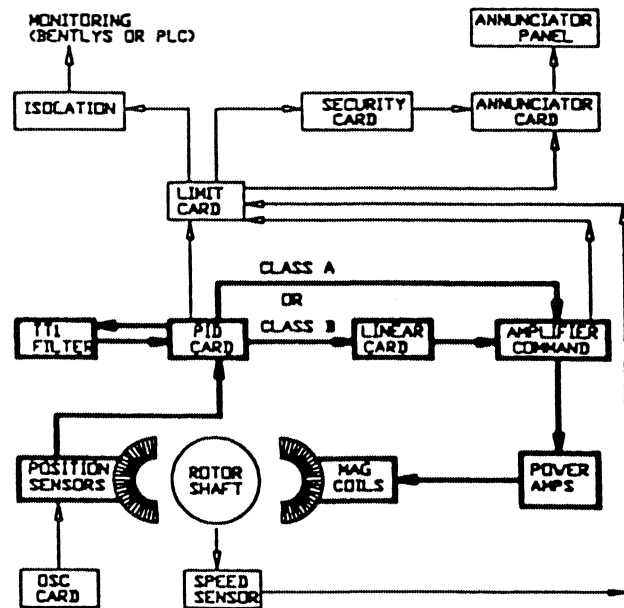 MONITORING
(BENTLYS OR PLC)
ANNUNCIATOR
PANEL
ISOLATION
SECURITY
CARD
ANNUNCIATOR
CARD
LIMIT
CARD
CLASS A
OR
CLASS B
TT1
FILTER
PID
CARD
LINEAR
CARD
AMPLIFIER
COMMAND
POSITION
SENSORS
ROTOR
SHAFT
MAG
COILS
POWER
AMPS
OSC
CARD
SPEED
SENSOR